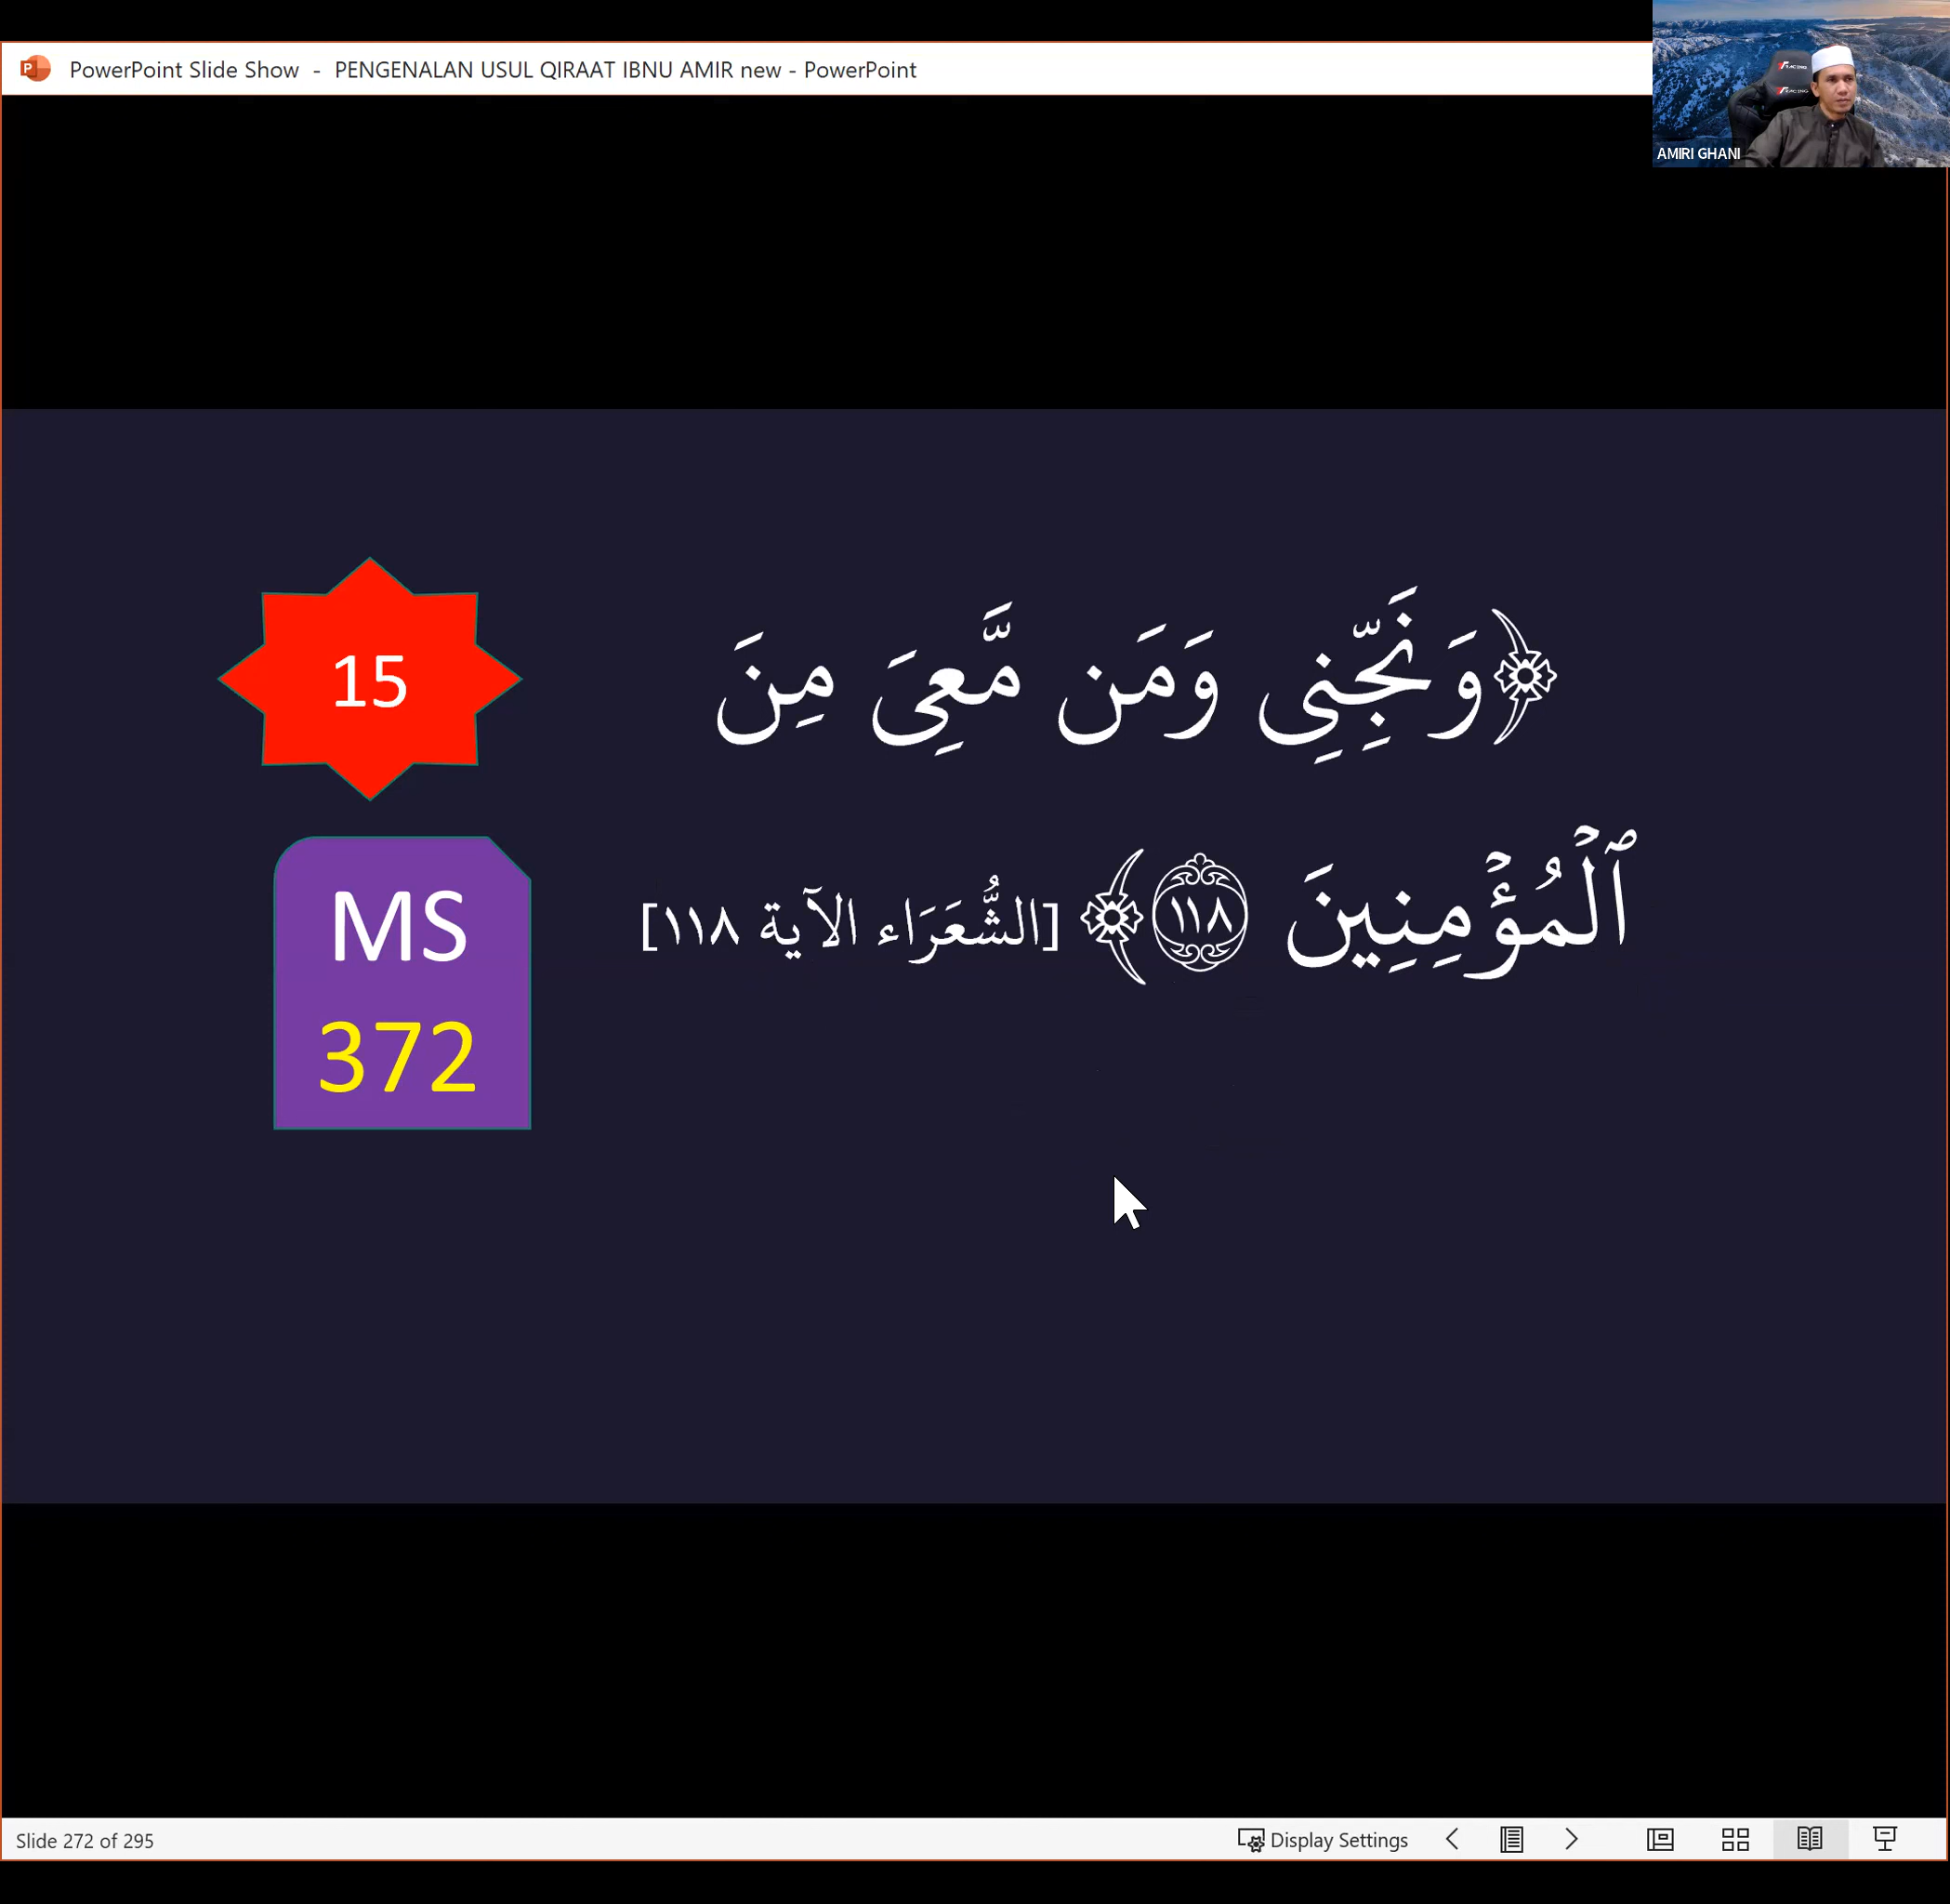 PowerPoint Slide Show - PENGENALAN USUL QIRAAT IBNU AMIR new - PowerPoint
AMIRI GHANI
15
﴿وَنَجِّنِي وَمَن مَّعِيَ مِنَ
ٱلۡمُؤۡمِنِينَ ١١٨﴾ [الشُّعَرَاء الآية ١١٨]
MS
372
Slide 272 of 295
Display Settings